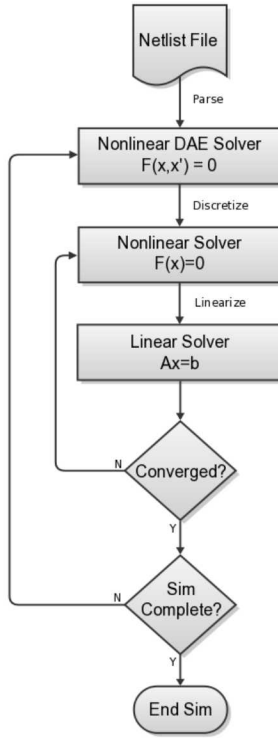 Netlist File
Parse
Nonlinear DAE Solver
F(x,x') = 0
Discretize
Nonlinear Solver
F(x)=0
Linearize
Linear Solver
Ax=b
N
Converged?
Y
Sim
N
Complete?
Y
End Sim